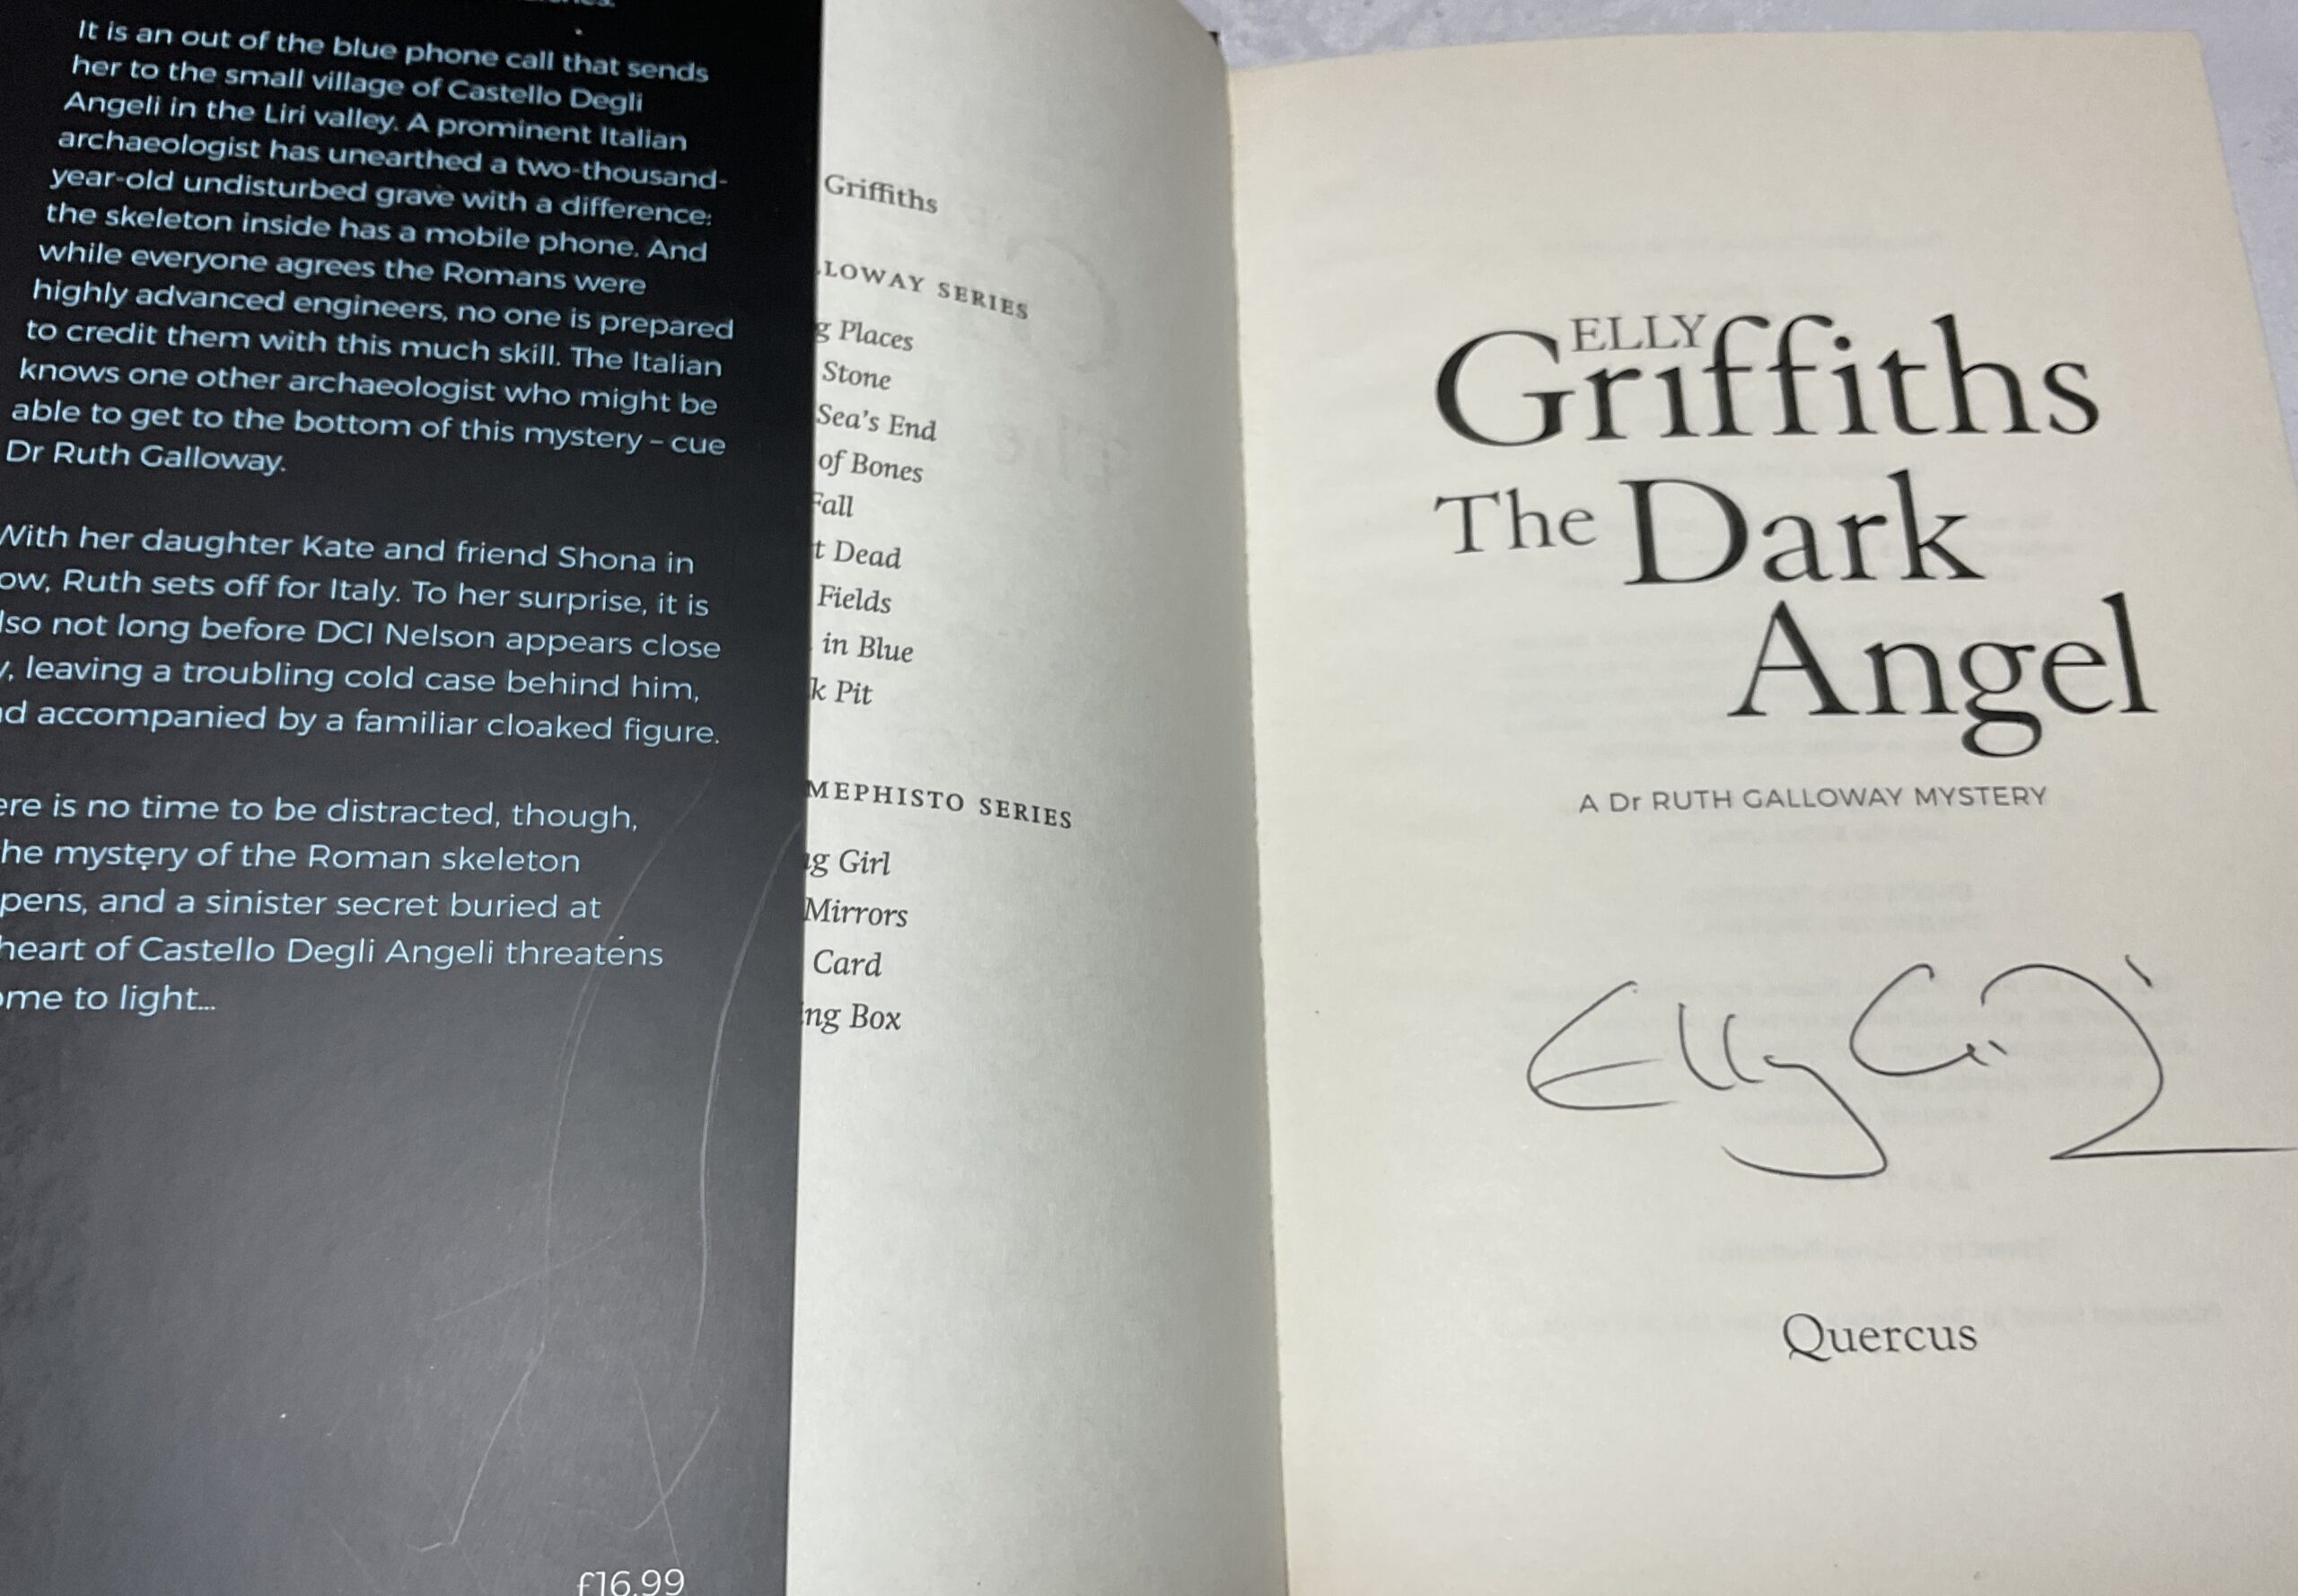 It is an out of the blue phone call that sends
her to the small village of Castello Degli
Angeli in the Liri valley. A prominent Italian
archaeologist has unearthed a two-thousand-
year-old undisturbed grave with a difference:
the skeleton inside has a mobile phone. And
while everyone agrees the Romans were
highly advanced engineers, no one is prepared
to credit them with this much skill. The Italian
knows one other archaeologist who might be
able to get to the bottom of this mystery – cue
Dr Ruth Galloway.
With her daughter Kate and friend Shona in
ow, Ruth sets off for Italy. To her surprise, it is
lso not long before DCI Nelson appears close
y, leaving a troubling cold case behind him,
nd accompanied by a familiar cloaked figure.
ere is no time to be distracted, though,
he mystery of the Roman skeleton
pens, and a sinister secret buried at
heart of Castello Degli Angeli threatens
ome to light...
£16.99
Griffiths
LOWAY SERIES
g Places
Stone
Sea's End
of Bones
Fall
t Dead
Fields
in Blue
k Pit
MEPHISTO SERIES
ng Girl
Mirrors
Card
ing Box
ELLY
Griffiths
The Dark
Angel
A Dr RUTH GALLOWAY MYSTERY
Elly G
Quercus